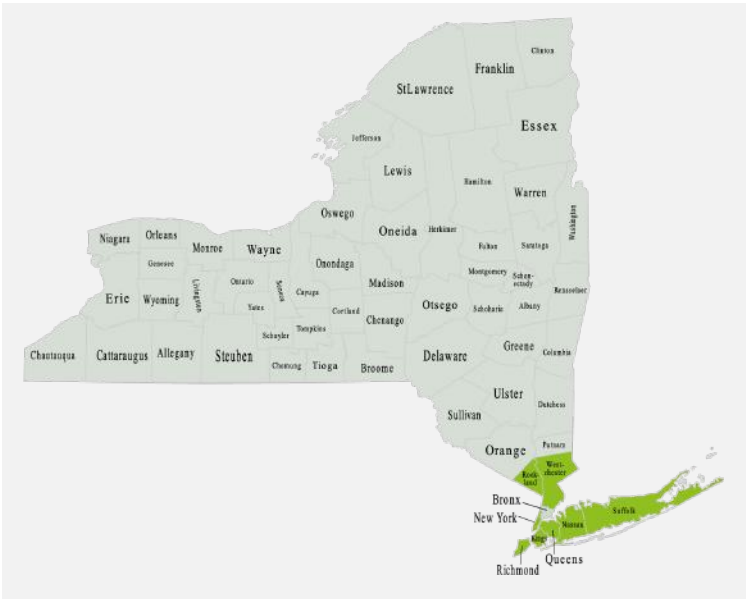 Clinton
Franklin
StLawrence
Essex
Jefferson
Lewis
Hamilton
Warren
Washington
Oswego
Oneida
Herkimer
Niagara
Orleans
Monroe
Wayne
Fulton
Saratoga
Genesee
Onondaga
Montgomery
Schen-
ectady
Rensselaer
Erie
Wyoming
Livingston
Ontario
Seneca
Cayuga
Madison
Yates
Cortland
Otsego
Schoharie
Albany
Chenango
Schuyler
Tompkins
Chautauqua
Cattaraugus
Allegany
Steuben
Chemung
Tioga
Broome
Delaware
Greene
Columbia
Ulster
Dutchess
Sullivan
Orange
Putnam
Rock-
land
West-
chester
Bronx
New York
Suffolk
Nassau
Kings
Queens
Richmond